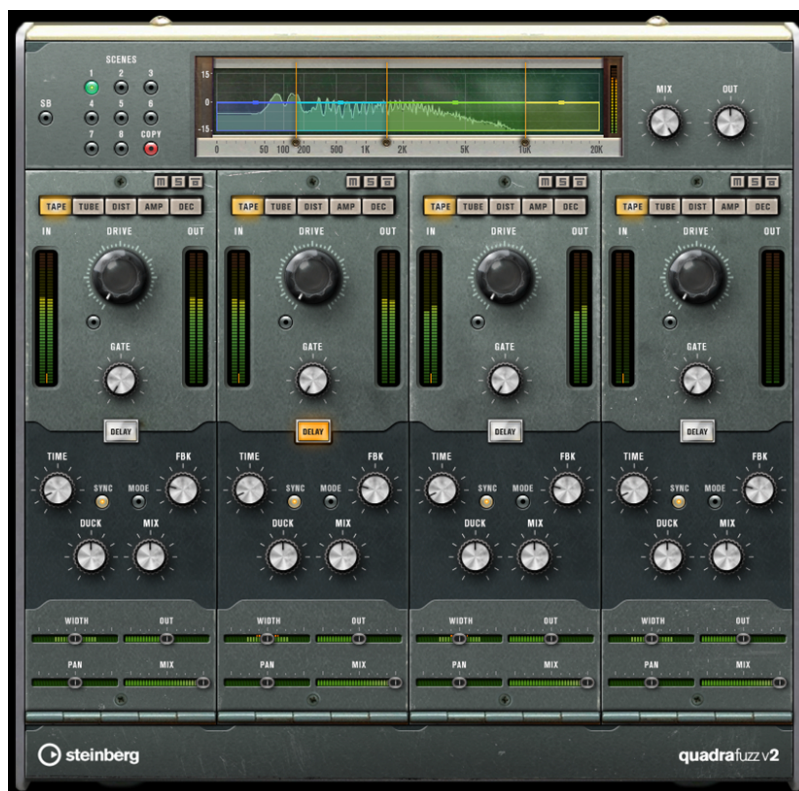 SCENES
1 2 3
SB
4 5 6
7 8 COPY
15
0
-15
0 50 100 200 500 1K 2K 5K 10K 20K
MIX OUT
M S M S M S M S
TAPE TUBE DIST AMP DEC TAPE TUBE DIST AMP DEC TAPE TUBE DIST AMP DEC TAPE TUBE DIST AMP DEC
IN DRIVE OUT IN DRIVE OUT IN DRIVE OUT IN DRIVE OUT
GATE GATE GATE GATE
DELAY DELAY DELAY DELAY
TIME FBK TIME FBK TIME FBK TIME FBK
SYNC MODE SYNC MODE SYNC MODE SYNC MODE
DUCK MIX DUCK MIX DUCK MIX DUCK MIX
WIDTH OUT WIDTH OUT WIDTH OUT WIDTH OUT
PAN MIX PAN MIX PAN MIX PAN MIX
steinberg quadrafuzz v2